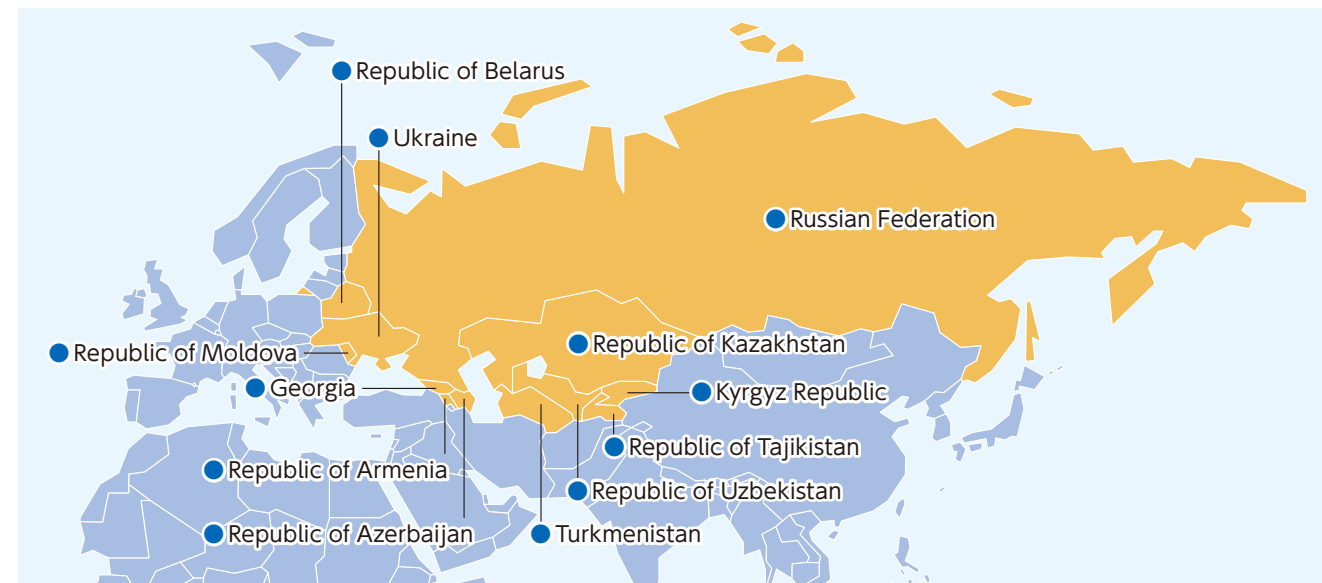 Republic of Belarus
Ukraine
Russian Federation
Republic of Kazakhstan
Republic of Moldova
Georgia
Kyrgyz Republic
Republic of Tajikistan
Republic of Armenia
Republic of Uzbekistan
Republic of Azerbaijan
Turkmenistan